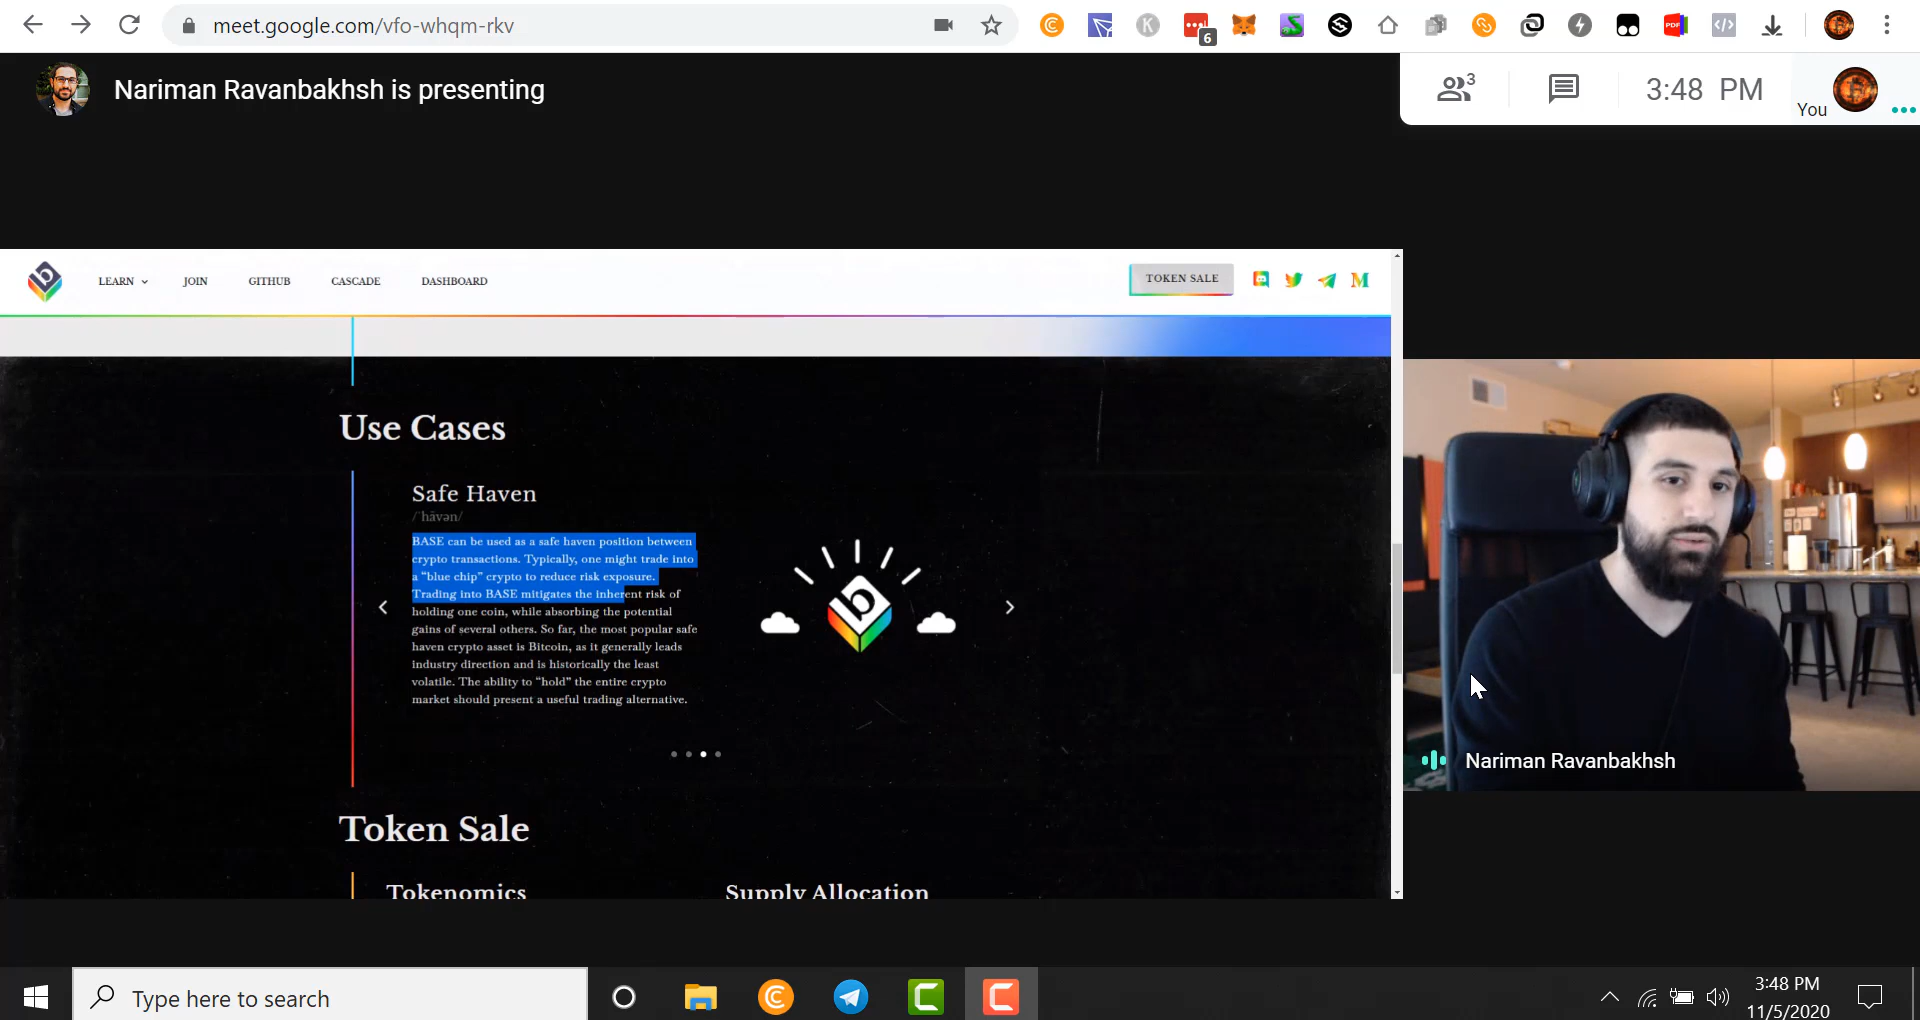 meet.google.com/vfo-whqm-rkv
6
Nariman Ravanbakhsh is presenting
3
3:48 PM
You
LEARN
JOIN
GITHUB
CASCADE
DASHBOARD
TOKEN SALE
Use Cases
Safe Haven
/ˈhāvən/
BASE can be used as a safe haven position between
crypto transactions. Typically, one might trade into
a “blue chip” crypto to reduce risk exposure.
Trading into BASE mitigates the inherent risk of
holding one coin, while absorbing the potential
gains of several others. So far, the most popular safe
haven crypto asset is Bitcoin, as it generally leads
industry direction and is historically the least
volatile. The ability to “hold” the entire crypto
market should present a useful trading alternative.
Nariman Ravanbakhsh
Token Sale
Tokenomics
Supply Allocation
Type here to search
3:48 PM
11/5/2020